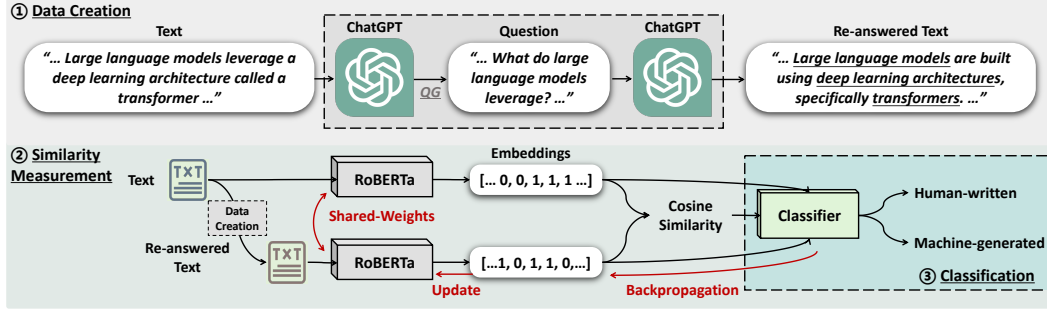 ① Data Creation
Text
ChatGPT
Question
ChatGPT
Re-answered Text
“… Large language models leverage a
deep learning architecture called a
transformer …”
QG
“… What do large
language models
leverage? …”
“… Large language models are built
using deep learning architectures,
specifically transformers. …”
② Similarity
Measurement
Text
TXT
Data
Creation
Re-answered
Text
TXT
RoBERTa
Shared-Weights
RoBERTa
Embeddings
[... 0, 0, 1, 1, 1 ...]
[...1, 0, 1, 1, 0,...]
Update
Cosine
Similarity
Backpropagation
Classifier
Human-written
Machine-generated
③ Classification